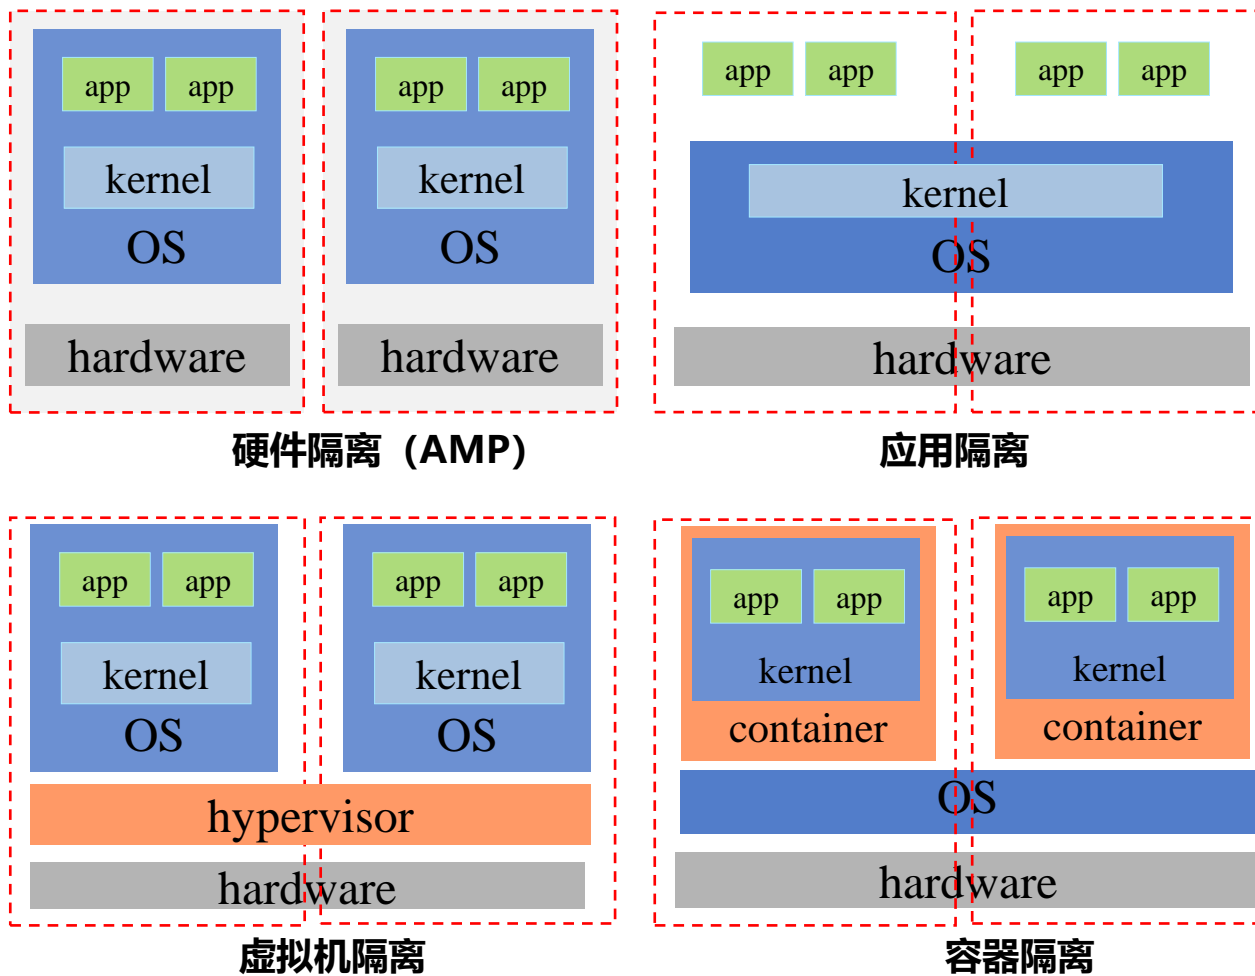 app app
kernel
OS
hardware
app app
kernel
OS
hardware
硬件隔离（AMP）
app app
app app
kernel
OS
hardware
应用隔离
app app
kernel
OS
app app
kernel
OS
hypervisor
hardware
虚拟机隔离
app app
kernel
container
app app
kernel
container
OS
hardware
容器隔离